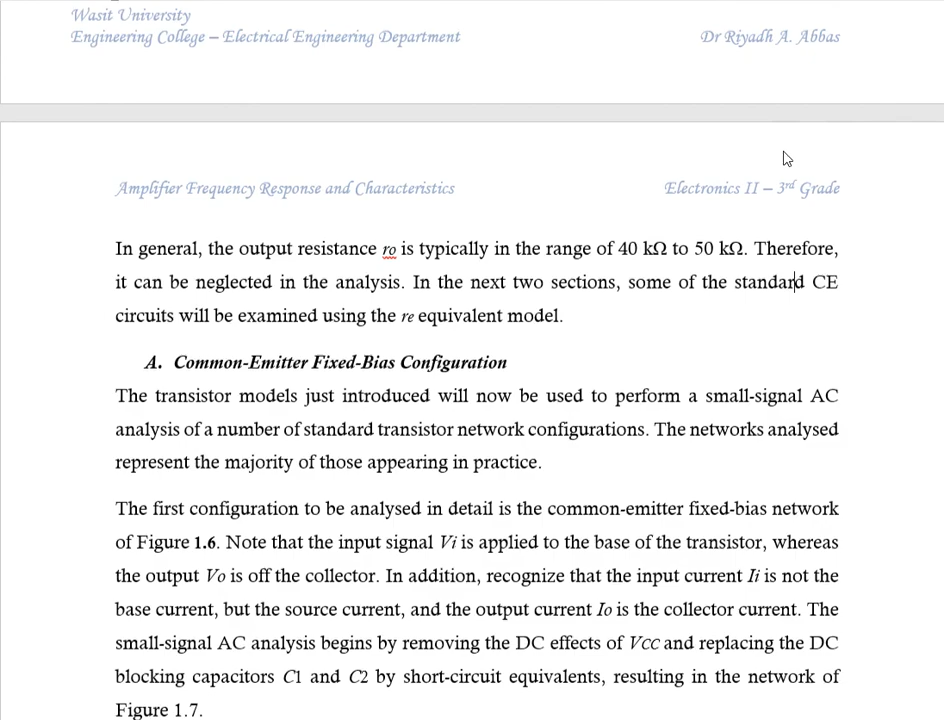 Wasit University
Engineering College – Electrical Engineering Department Dr Riyadh A. Abbas
Amplifier Frequency Response and Characteristics Electronics II – 3rd Grade
In general, the output resistance ro is typically in the range of 40 kΩ to 50 kΩ. Therefore,
it can be neglected in the analysis. In the next two sections, some of the standard CE
circuits will be examined using the re equivalent model.
A. Common-Emitter Fixed-Bias Configuration
The transistor models just introduced will now be used to perform a small-signal AC
analysis of a number of standard transistor network configurations. The networks analysed
represent the majority of those appearing in practice.
The first configuration to be analysed in detail is the common-emitter fixed-bias network
of Figure 1.6. Note that the input signal Vi is applied to the base of the transistor, whereas
the output Vo is off the collector. In addition, recognize that the input current Ii is not the
base current, but the source current, and the output current Io is the collector current. The
small-signal AC analysis begins by removing the DC effects of VCC and replacing the DC
blocking capacitors C1 and C2 by short-circuit equivalents, resulting in the network of
Figure 1.7.